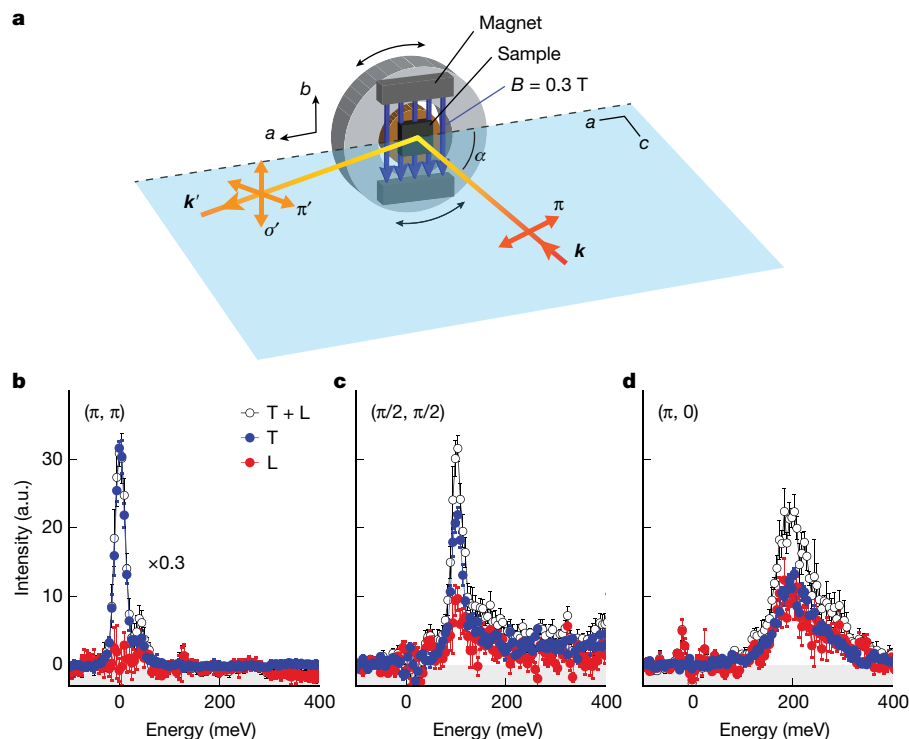 a
Magnet
Sample
B = 0.3 T
b
a
a
c
α
k′
π′
σ′
π
k
b
c
d
(π, π)
T + L
T
L
×0.3
(π/2, π/2)
(π, 0)
Intensity (a.u.)
30
20
10
0
0 200 400
0 200 400
0 200 400
Energy (meV)
Energy (meV)
Energy (meV)